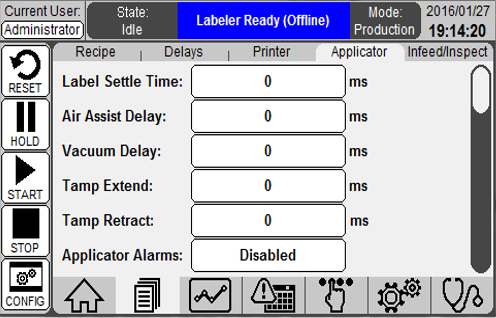 Current User:
Administrator
State:
Idle
Labeler Ready (Offline)
Mode:
Production
2016/01/27
19:14:20
Recipe
Delays
Printer
Applicator
Infeed/Inspect
RESET
HOLD
START
STOP
CONFIG
Label Settle Time: 0 ms
Air Assist Delay: 0 ms
Vacuum Delay: 0 ms
Tamp Extend: 0 ms
Tamp Retract: 0 ms
Applicator Alarms: Disabled